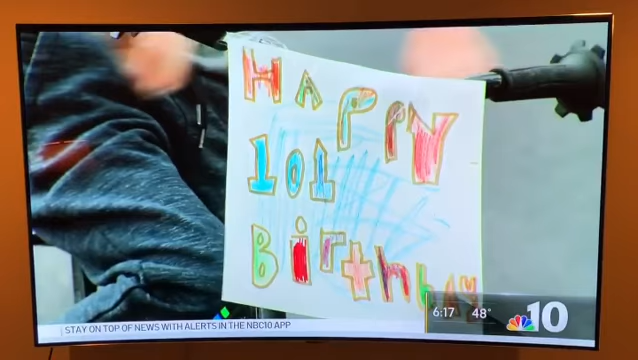 HAPPY
101
BirthDay
6:17 48° 10
STAY ON TOP OF NEWS WITH ALERTS IN THE NBC10 APP